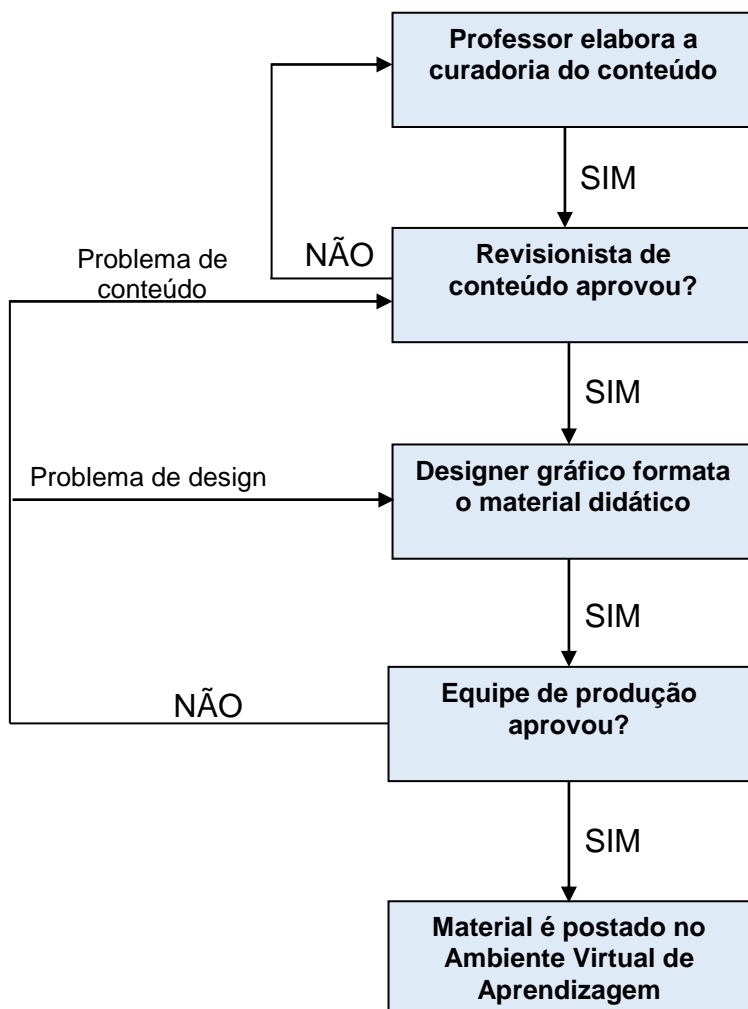 Professor elabora a
curadoria do conteúdo
SIM
NÃO
Revisionista de
conteúdo aprovou?
Problema de
conteúdo
SIM
Problema de design
Designer gráfico formata
o material didático
SIM
NÃO
Equipe de produção
aprovou?
SIM
Material é postado no
Ambiente Virtual de
Aprendizagem